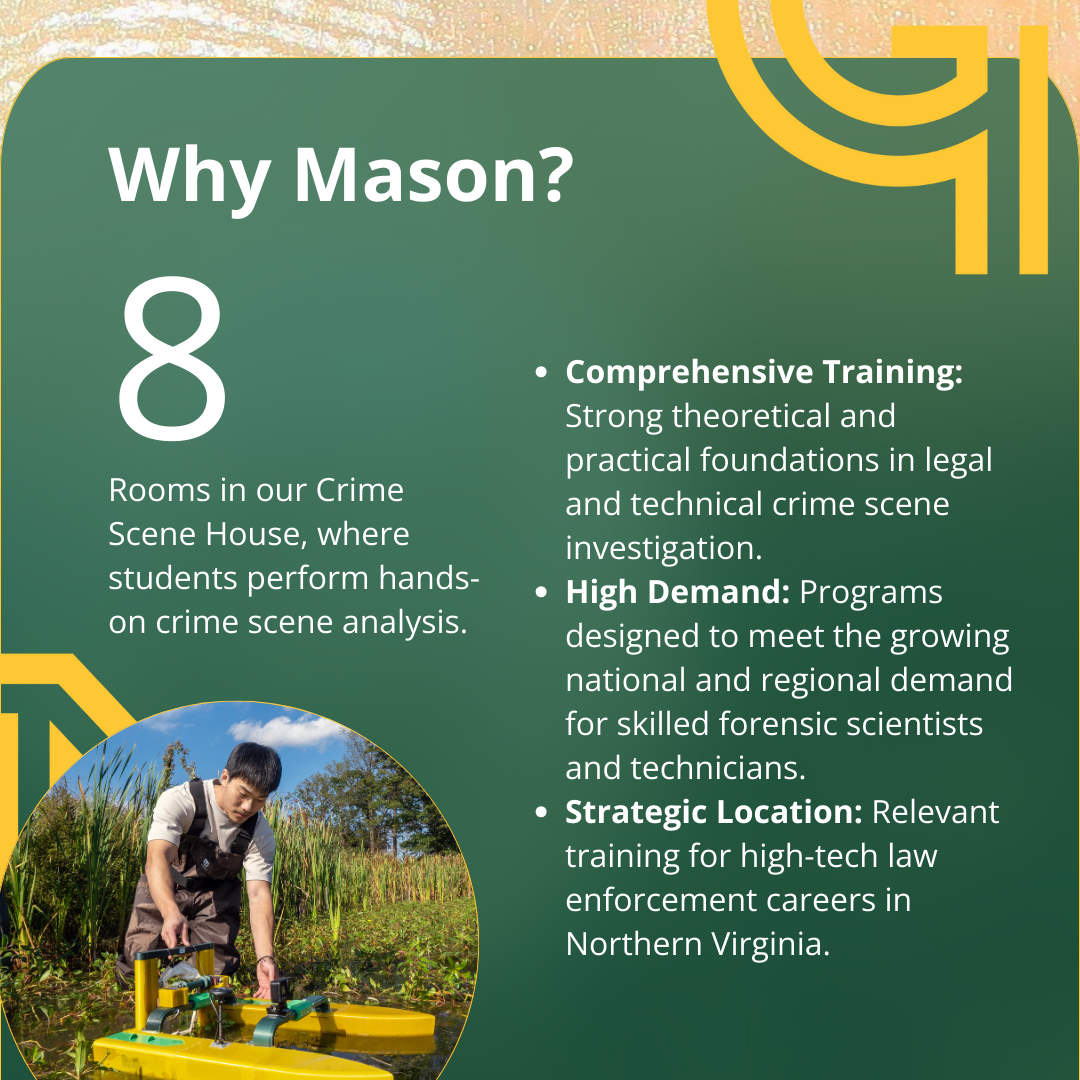 Why Mason?
8
Rooms in our Crime
Scene House, where
students perform hands-
on crime scene analysis.
• Comprehensive Training:
Strong theoretical and
practical foundations in legal
and technical crime scene
investigation.
• High Demand: Programs
designed to meet the growing
national and regional demand
for skilled forensic scientists
and technicians.
• Strategic Location: Relevant
training for high-tech law
enforcement careers in
Northern Virginia.